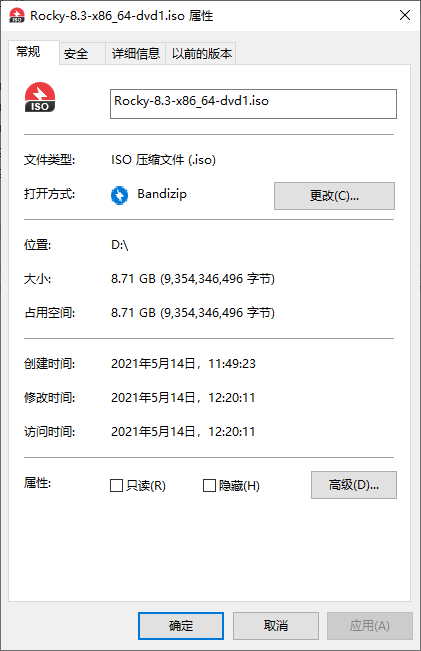 Rocky-8.3-x86_64-dvd1.iso 属性
常规 安全 详细信息 以前的版本
ISO
Rocky-8.3-x86_64-dvd1.iso
文件类型: ISO 压缩文件 (.iso)
打开方式: Bandizip 更改(C)...
位置: D:\
大小: 8.71 GB (9,354,346,496 字节)
占用空间: 8.71 GB (9,354,346,496 字节)
创建时间: 2021年5月14日，11:49:23
修改时间: 2021年5月14日，12:20:11
访问时间: 2021年5月14日，12:20:11
属性: 只读(R) 隐藏(H) 高级(D)...
确定 取消 应用(A)